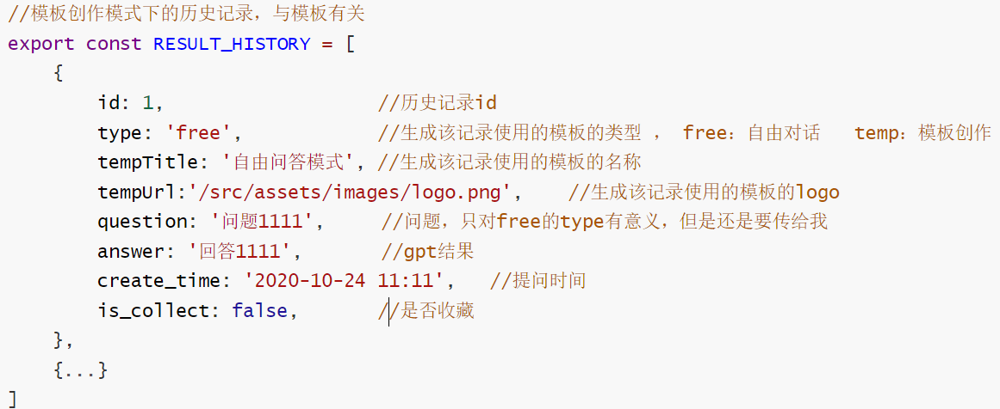 //模板创作模式下的历史记录，与模板有关
export const RESULT_HISTORY = [
{
id: 1, //历史记录id
type: 'free', //生成该记录使用的模板的类型 ， free：自由对话 temp：模板创作
tempTitle: '自由问答模式', //生成该记录使用的模板的名称
tempUrl:'/src/assets/images/logo.png', //生成该记录使用的模板的logo
question: '问题1111', //问题，只对free的type有意义，但是还是要传给我
answer: '回答1111', //gpt结果
create_time: '2020-10-24 11:11', //提问时间
is_collect: false, //是否收藏
},
{...}
]